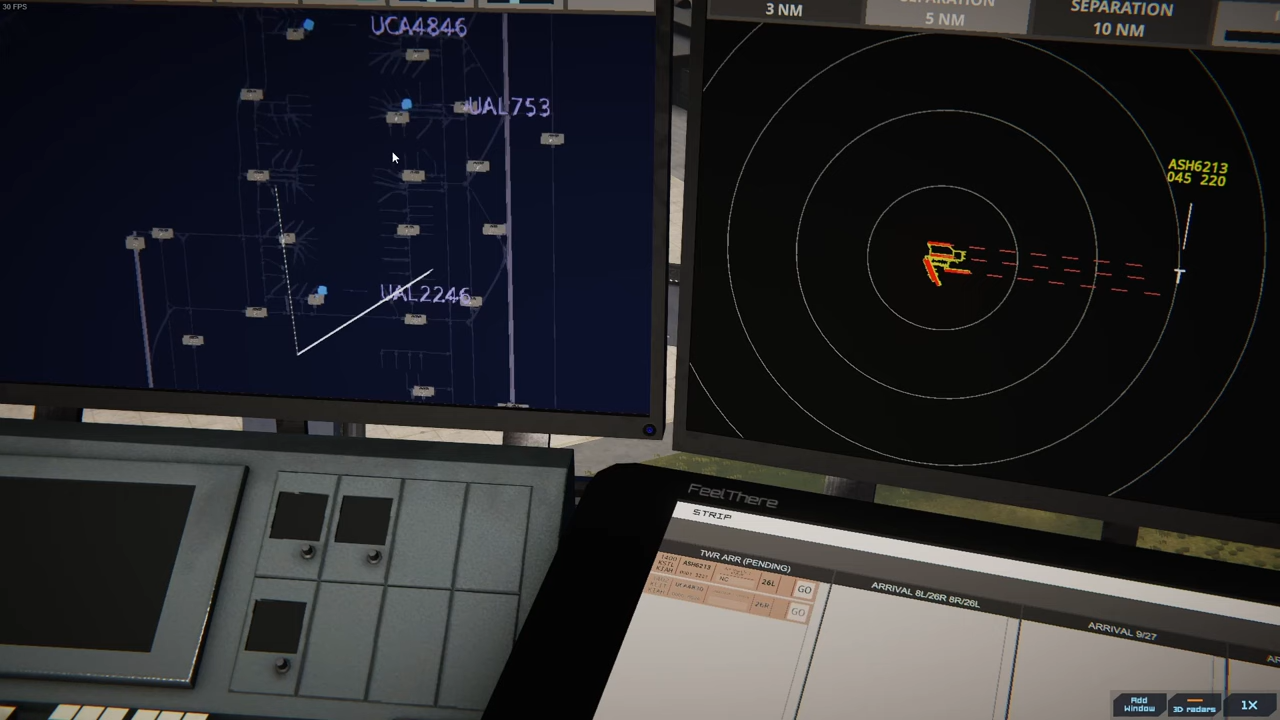 30 FPS
UCA4846
UAL753
UAL2246
3 NM
SEPARATION
5 NM
SEPARATION
10 NM
ASH6213
045 220
FeelThere
STRIP
TWR ARR (PENDING)
ASH6213
26L
GO
26R
GO
ARRIVAL 8L/26R 8R/26L
ARRIVAL 9/27
Add
Window
3D radars
1X